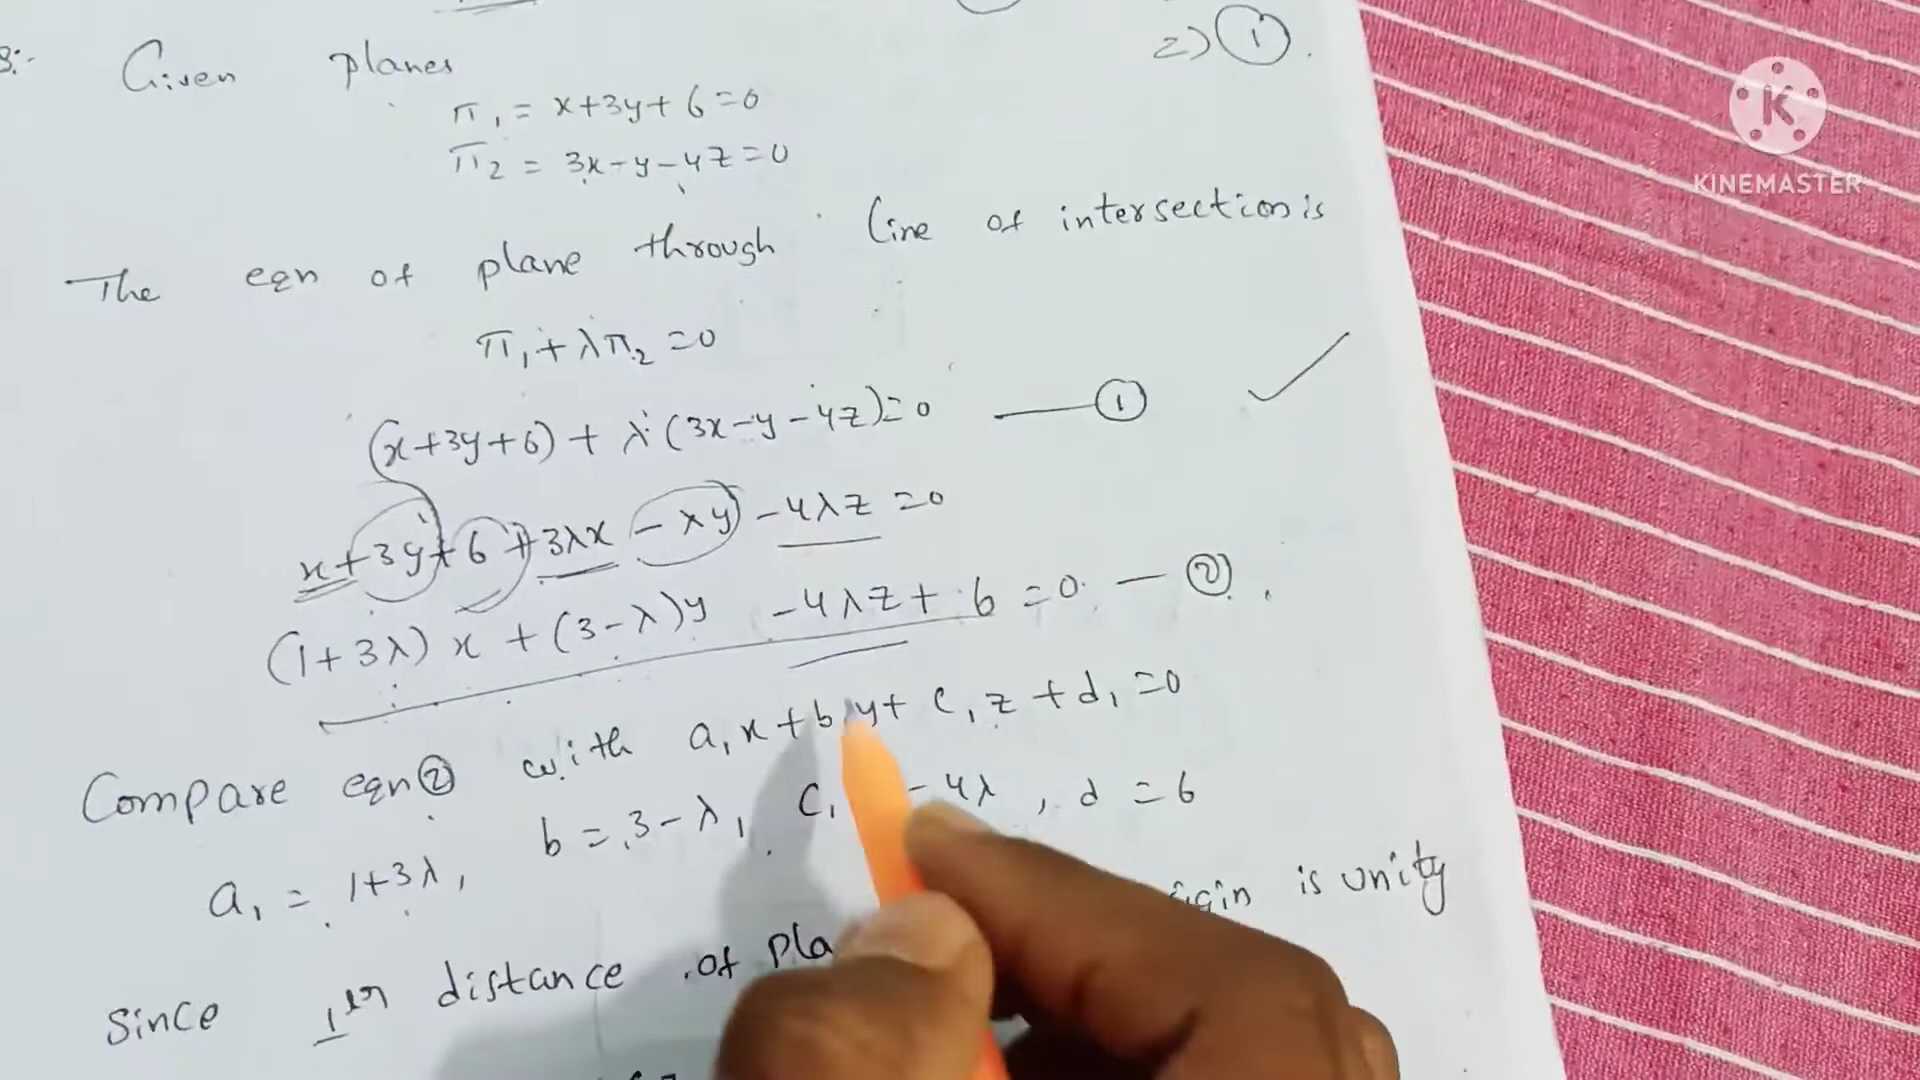 3:- Given planes
2) ①.
π₁ = x+3y+6=0
π₂ = 3x-y-4z=0
The eqn of plane through line of intersection is
π₁+λπ₂=0
(x+3y+6)+λ(3x-y-4z)=0 — ①
x+3y+6+3λx-λy-4λz=0
(1+3λ)x+(3-λ)y -4λz+6=0 — ②.
Compare eqn② with a₁x+b₁y+c₁z+d₁=0
a₁ = 1+3λ, b=3-λ, c₁ -4λ, d=6
Since ⊥er distance of is unity
K
KINEMASTER